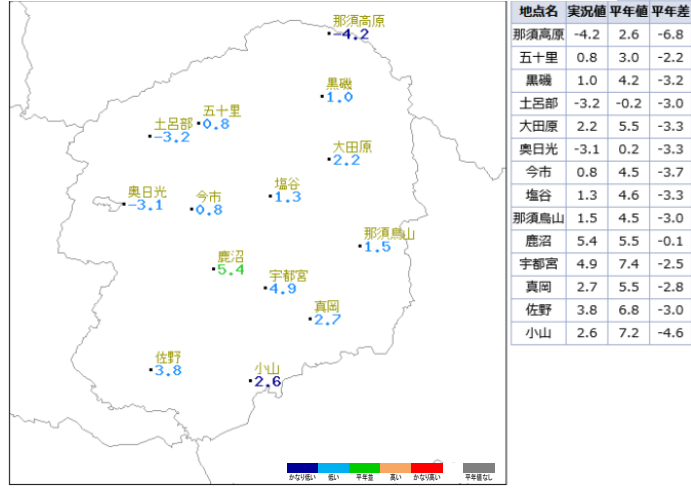 那須高原
-4.2
黒磯
1.0
五十里
0.8
土呂部
-3.2
大田原
2.2
塩谷
1.3
奥日光
-3.1
今市
0.8
那須烏山
1.5
鹿沼
5.4
宇都宮
4.9
真岡
2.7
佐野
3.8
小山
2.6
かなり低い 低い 平年差 高い かなり高い 平年値なし
地点名 実況値 平年値 平年差
那須高原 -4.2 2.6 -6.8
五十里 0.8 3.0 -2.2
黒磯 1.0 4.2 -3.2
土呂部 -3.2 -0.2 -3.0
大田原 2.2 5.5 -3.3
奥日光 -3.1 0.2 -3.3
今市 0.8 4.5 -3.7
塩谷 1.3 4.6 -3.3
那須烏山 1.5 4.5 -3.0
鹿沼 5.4 5.5 -0.1
宇都宮 4.9 7.4 -2.5
真岡 2.7 5.5 -2.8
佐野 3.8 6.8 -3.0
小山 2.6 7.2 -4.6